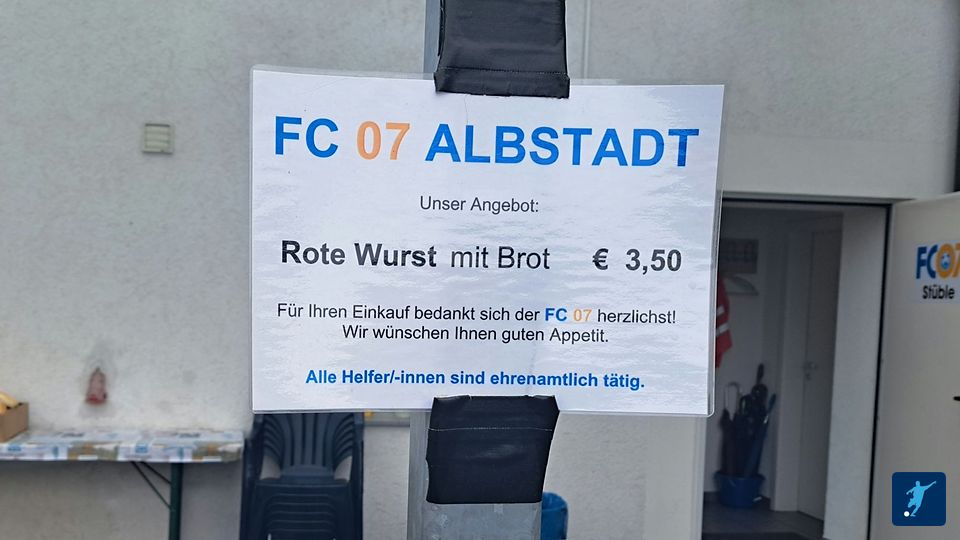 FC 07 ALBSTADT
Unser Angebot:
Rote Wurst mit Brot € 3,50
Für Ihren Einkauf bedankt sich der FC 07 herzlichst!
Wir wünschen Ihnen guten Appetit.
Alle Helfer/-innen sind ehrenamtlich tätig.
FC07
Stüble